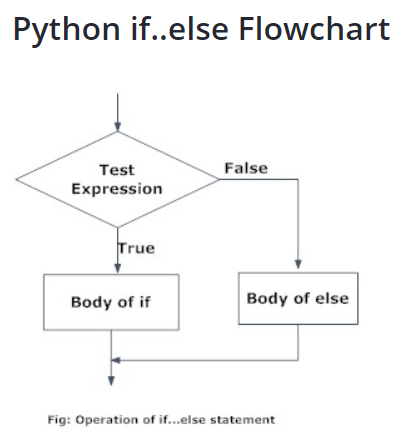 Python if..else Flowchart
Test
Expression
False
True
Body of if
Body of else
Fig: Operation of if...else statement